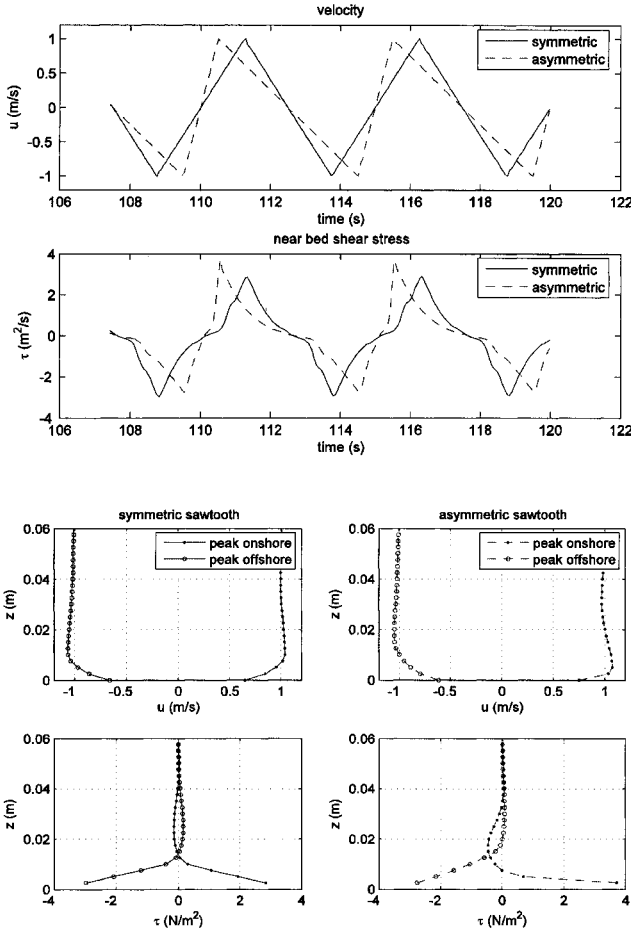 velocity
1
0.5
0
-0.5
-1
u (m/s)
symmetric
asymmetric
106 108 110 112 114 116 118 120 122
time (s)
near bed shear stress
4
2
0
-2
-4
τ (m²/s)
symmetric
asymmetric
106 108 110 112 114 116 118 120 122
time (s)
symmetric sawtooth
0.06
0.04
0.02
0
z (m)
peak onshore
peak offshore
-1 -0.5 0 0.5 1
u (m/s)
asymmetric sawtooth
0.06
0.04
0.02
0
z (m)
peak onshore
peak offshore
-1 -0.5 0 0.5 1
u (m/s)
0.06
0.04
0.02
0
z (m)
-4 -2 0 2 4
τ (N/m²)
0.06
0.04
0.02
0
z (m)
-4 -2 0 2 4
τ (N/m²)